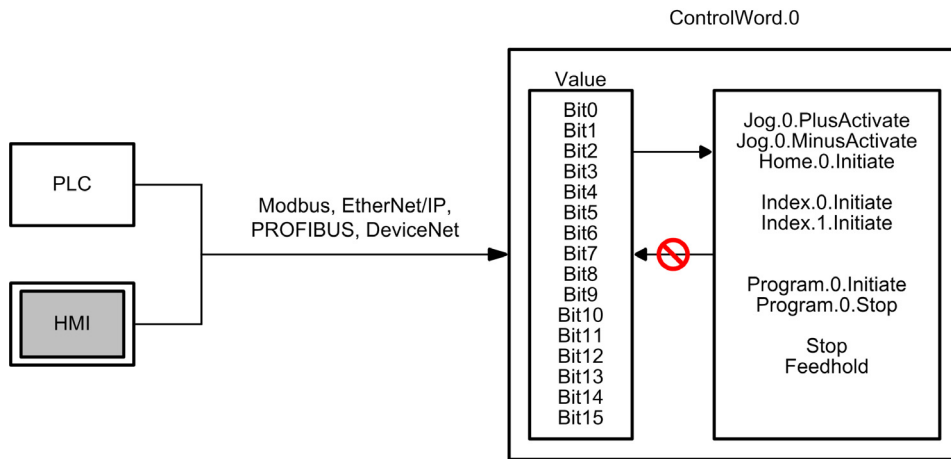 ControlWord.0
Value
Bit0
Bit1
Bit2
Bit3
Bit4
Bit5
Bit6
Bit7
Bit8
Bit9
Bit10
Bit11
Bit12
Bit13
Bit14
Bit15
Jog.0.PlusActivate
Jog.0.MinusActivate
Home.0.Initiate
Index.0.Initiate
Index.1.Initiate
Program.0.Initiate
Program.0.Stop
Stop
Feedhold
PLC
Modbus, EtherNet/IP,
PROFIBUS, DeviceNet
HMI